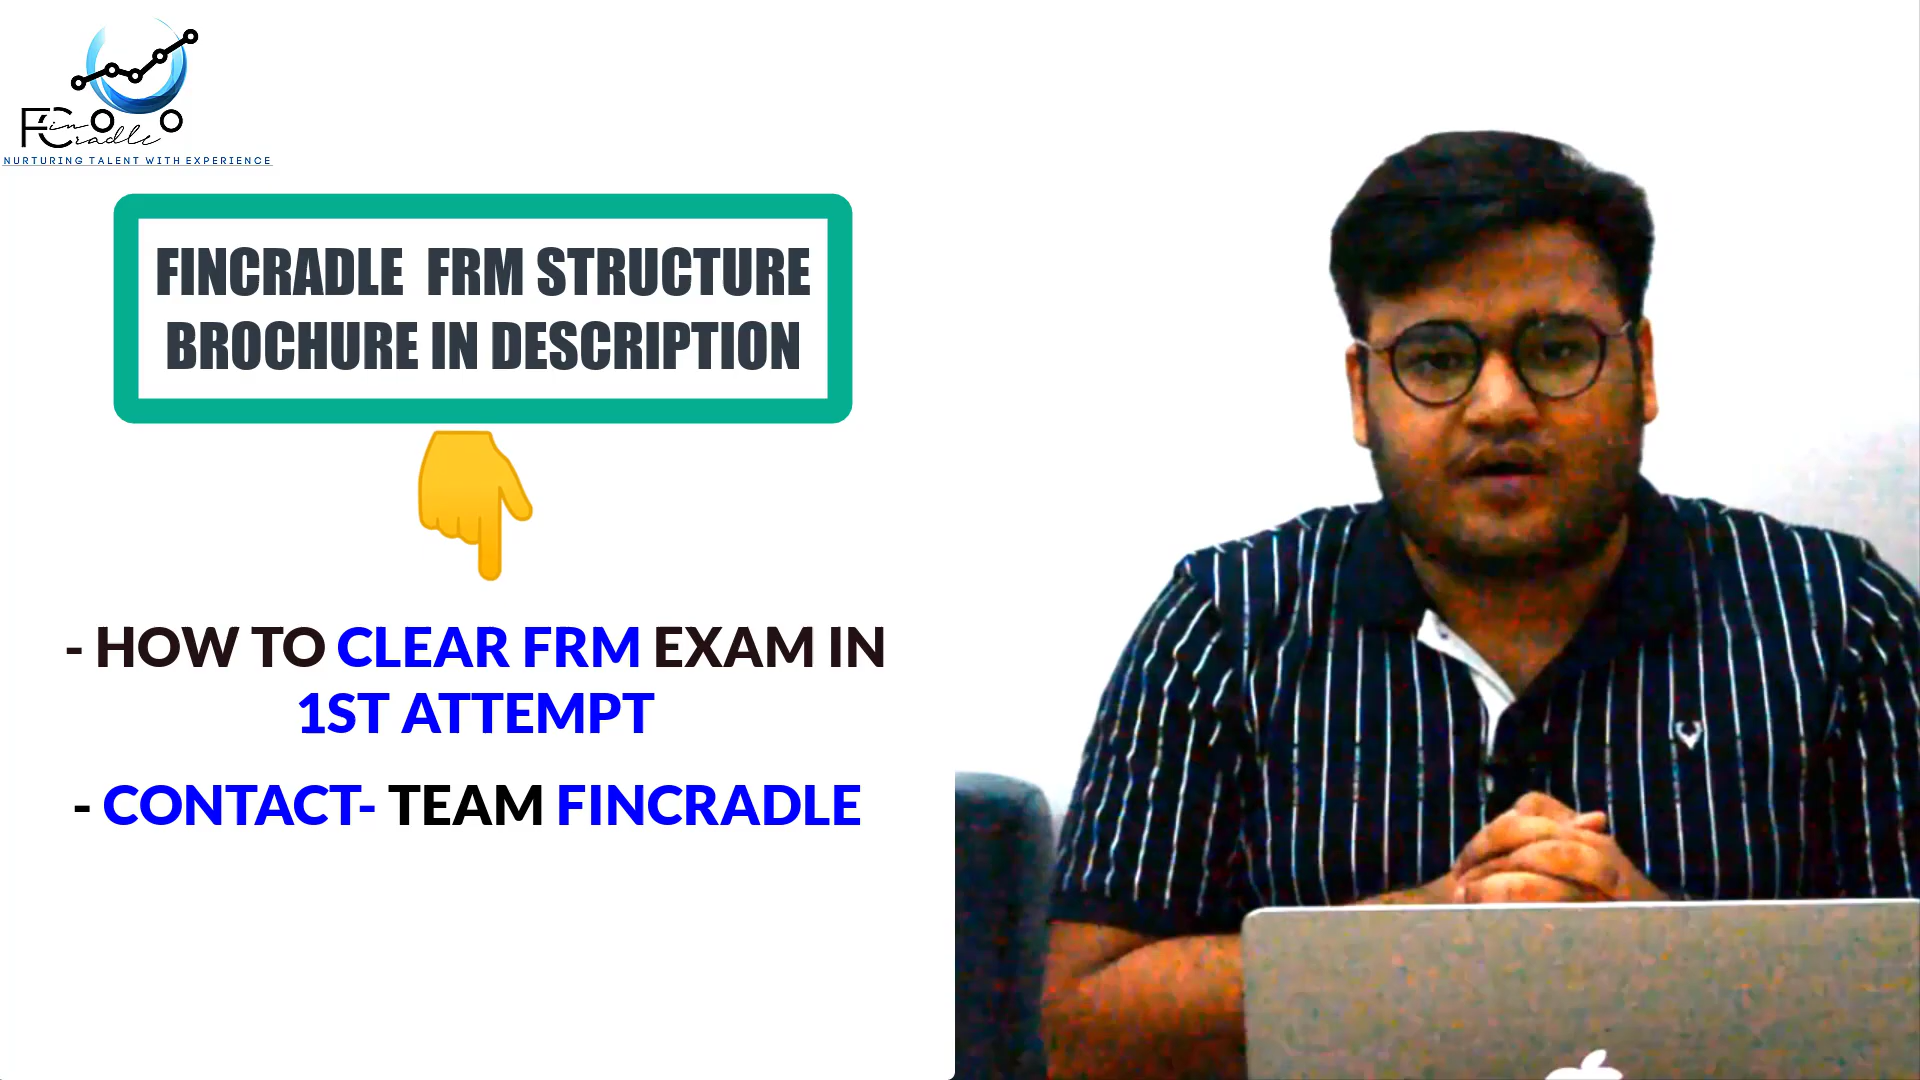 FinCradle
NURTURING TALENT WITH EXPERIENCE
FINCRADLE FRM STRUCTURE
BROCHURE IN DESCRIPTION
- HOW TO CLEAR FRM EXAM IN
1ST ATTEMPT
- CONTACT- TEAM FINCRADLE